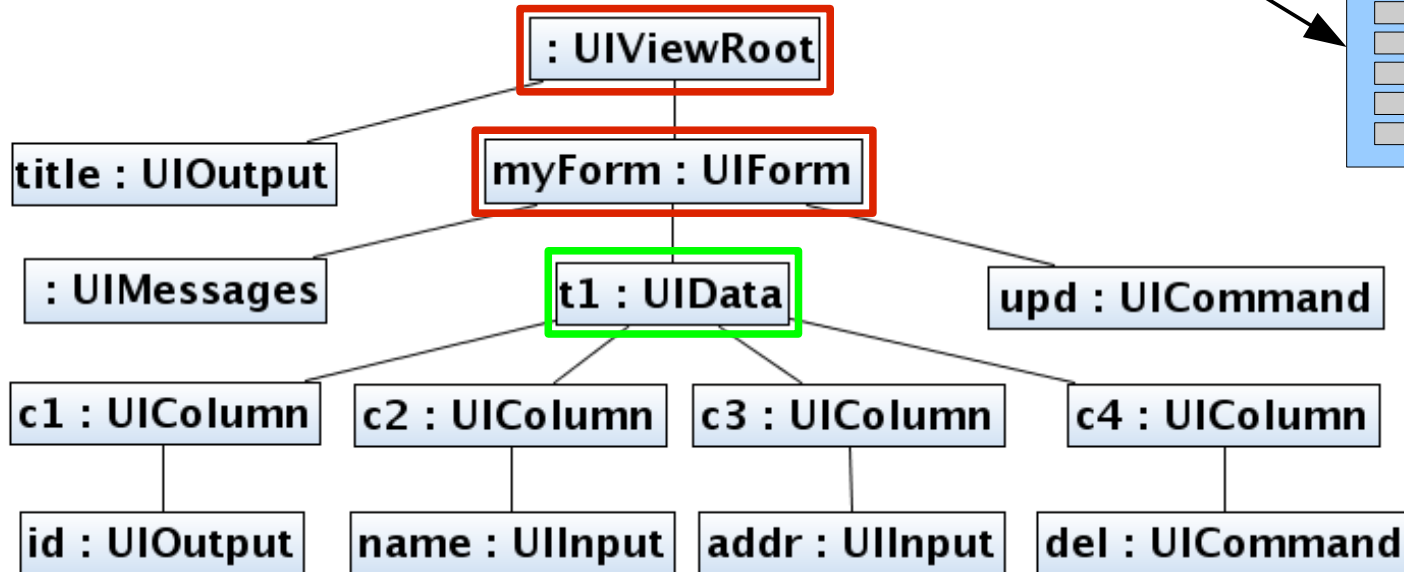 : UIViewRoot
title : UIOutput
myForm : UIForm
: UIMessages
t1 : UIData
upd : UICommand
c1 : UIColumn
c2 : UIColumn
c3 : UIColumn
c4 : UIColumn
id : UIOutput
name : UIInput
addr : UIInput
del : UICommand